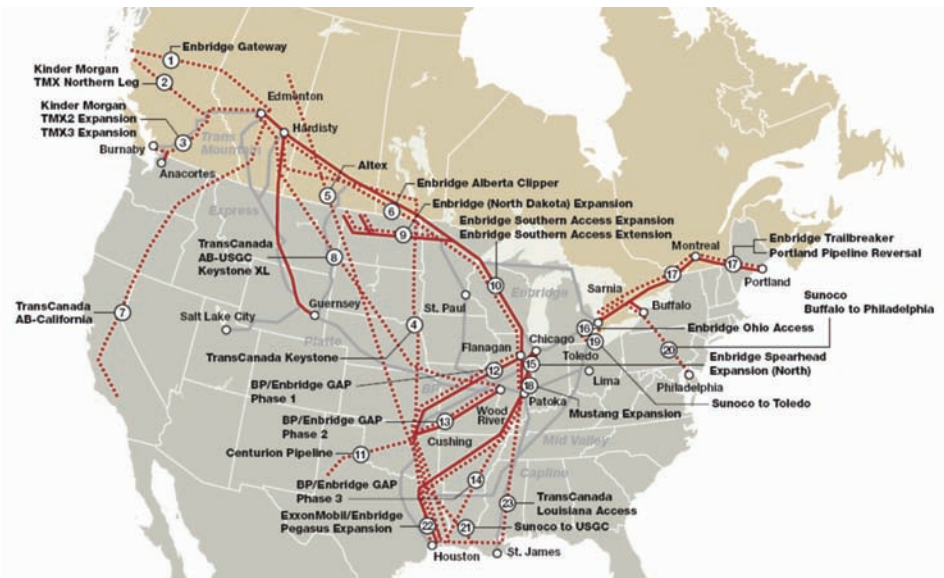 Enbridge Gateway
1
Kinder Morgan
TMX Northern Leg
2
Kinder Morgan
TMX2 Expansion
TMX3 Expansion
3
Edmonton
Hardisty
Trans
Mountain
Burnaby
Anacortes
Altex
5
Enbridge Alberta Clipper
6
Enbridge (North Dakota) Expansion
9
Express
Enbridge Southern Access Expansion
Enbridge Southern Access Extension
10
TransCanada
AB-USGC
Keystone XL
8
Montreal
Enbridge Trailbreaker
Portland Pipeline Reversal
17
17
Portland
Sarnia
Enbridge
Buffalo
Sunoco
Buffalo to Philadelphia
TransCanada
AB-California
7
Guernsey
Salt Lake City
St. Paul
4
16
Enbridge Ohio Access
Platte
Chicago
Flanagan
Toledo
19
20
TransCanada Keystone
12
15
Enbridge Spearhead
Expansion (North)
BP/Enbridge GAP
Phase 1
BP
18
Lima
Philadelphia
Patoka
Sunoco to Toledo
Wood
River
Mustang Expansion
BP/Enbridge GAP
Phase 2
13
Cushing
Mid Valley
Centurion Pipeline
11
Capline
BP/Enbridge GAP
Phase 3
14
TransCanada
Louisiana Access
23
ExxonMobil/Enbridge
Pegasus Expansion
22
21
Sunoco to USGC
Houston
St. James